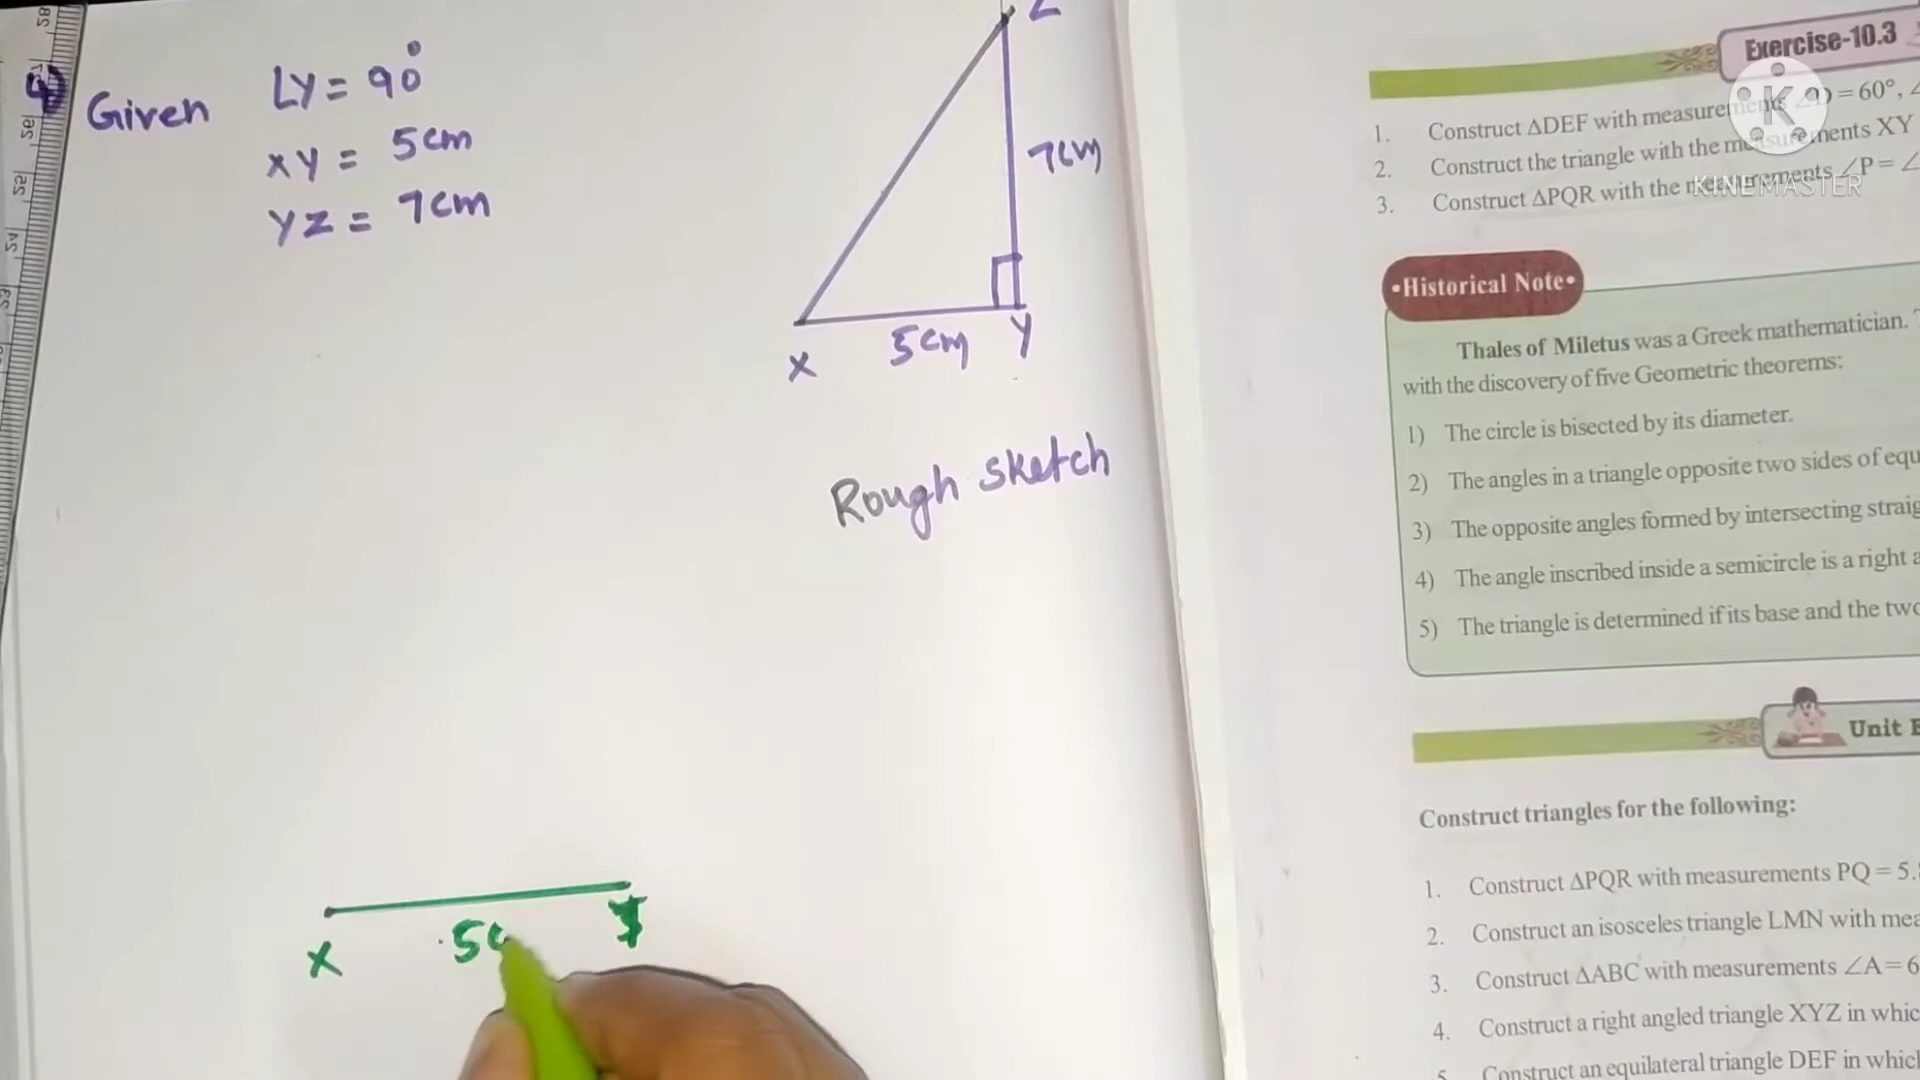 4) Given ∠Y = 90°
XY = 5cm
YZ = 7cm
Z
7cm
5cm
X
Y
Rough sketch
X
5c
Y
Exercise-10.3
1. Construct ΔDEF with measurements ∠D = 60°, ∠
2. Construct the triangle with the measurements XY
3. Construct ΔPQR with the measurements ∠P = ∠
KINEMASTER
•Historical Note•
Thales of Miletus was a Greek mathematician.
with the discovery of five Geometric theorems:
1) The circle is bisected by its diameter.
2) The angles in a triangle opposite two sides of equ
3) The opposite angles formed by intersecting straig
4) The angle inscribed inside a semicircle is a right a
5) The triangle is determined if its base and the two
Unit E
Construct triangles for the following:
1. Construct ΔPQR with measurements PQ = 5.
2. Construct an isosceles triangle LMN with mea
3. Construct ΔABC with measurements ∠A = 6
4. Construct a right angled triangle XYZ in whic
5. Construct an equilateral triangle DEF in which